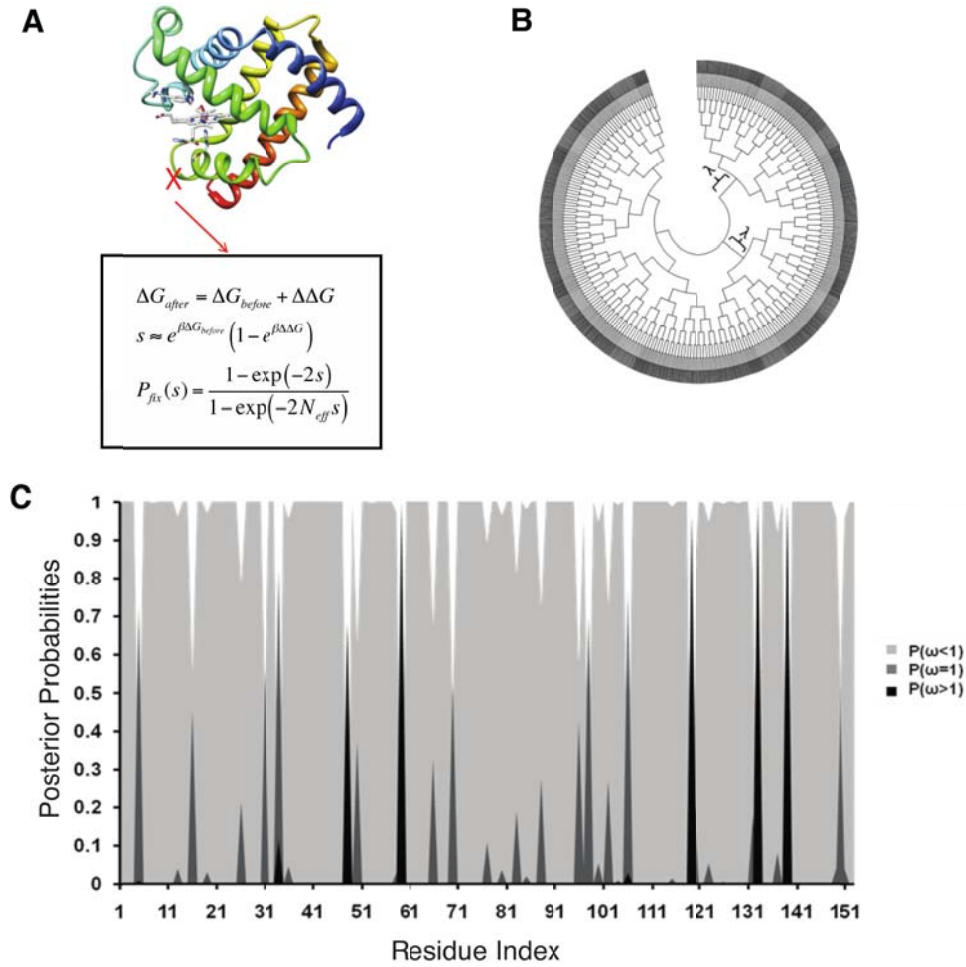 A
B
X
ΔG_after = ΔG_before + ΔΔG
s ≈ e^{βΔG_before} (1 − e^{βΔΔG})
P_fix(s) = \frac{1 − exp(−2s)}{1 − exp(−2N_eff s)}
C
Posterior Probabilities
1
0.9
0.8
0.7
0.6
0.5
0.4
0.3
0.2
0.1
0
P(ω<1)
P(ω=1)
P(ω>1)
1 11 21 31 41 51 61 71 81 91 101 111 121 131 141 151
Residue Index